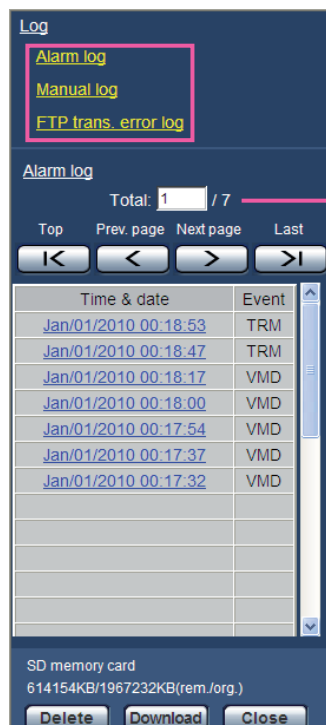 Log
Alarm log
Manual log
FTP trans. error log
Alarm log
Total: 1 / 7
Top Prev. page Next page Last
Time & date Event
Jan/01/2010 00:18:53 TRM
Jan/01/2010 00:18:47 TRM
Jan/01/2010 00:18:17 VMD
Jan/01/2010 00:18:00 VMD
Jan/01/2010 00:17:54 VMD
Jan/01/2010 00:17:37 VMD
Jan/01/2010 00:17:32 VMD
SD memory card
614154KB/1967232KB(rem./org.)
Delete Download Close